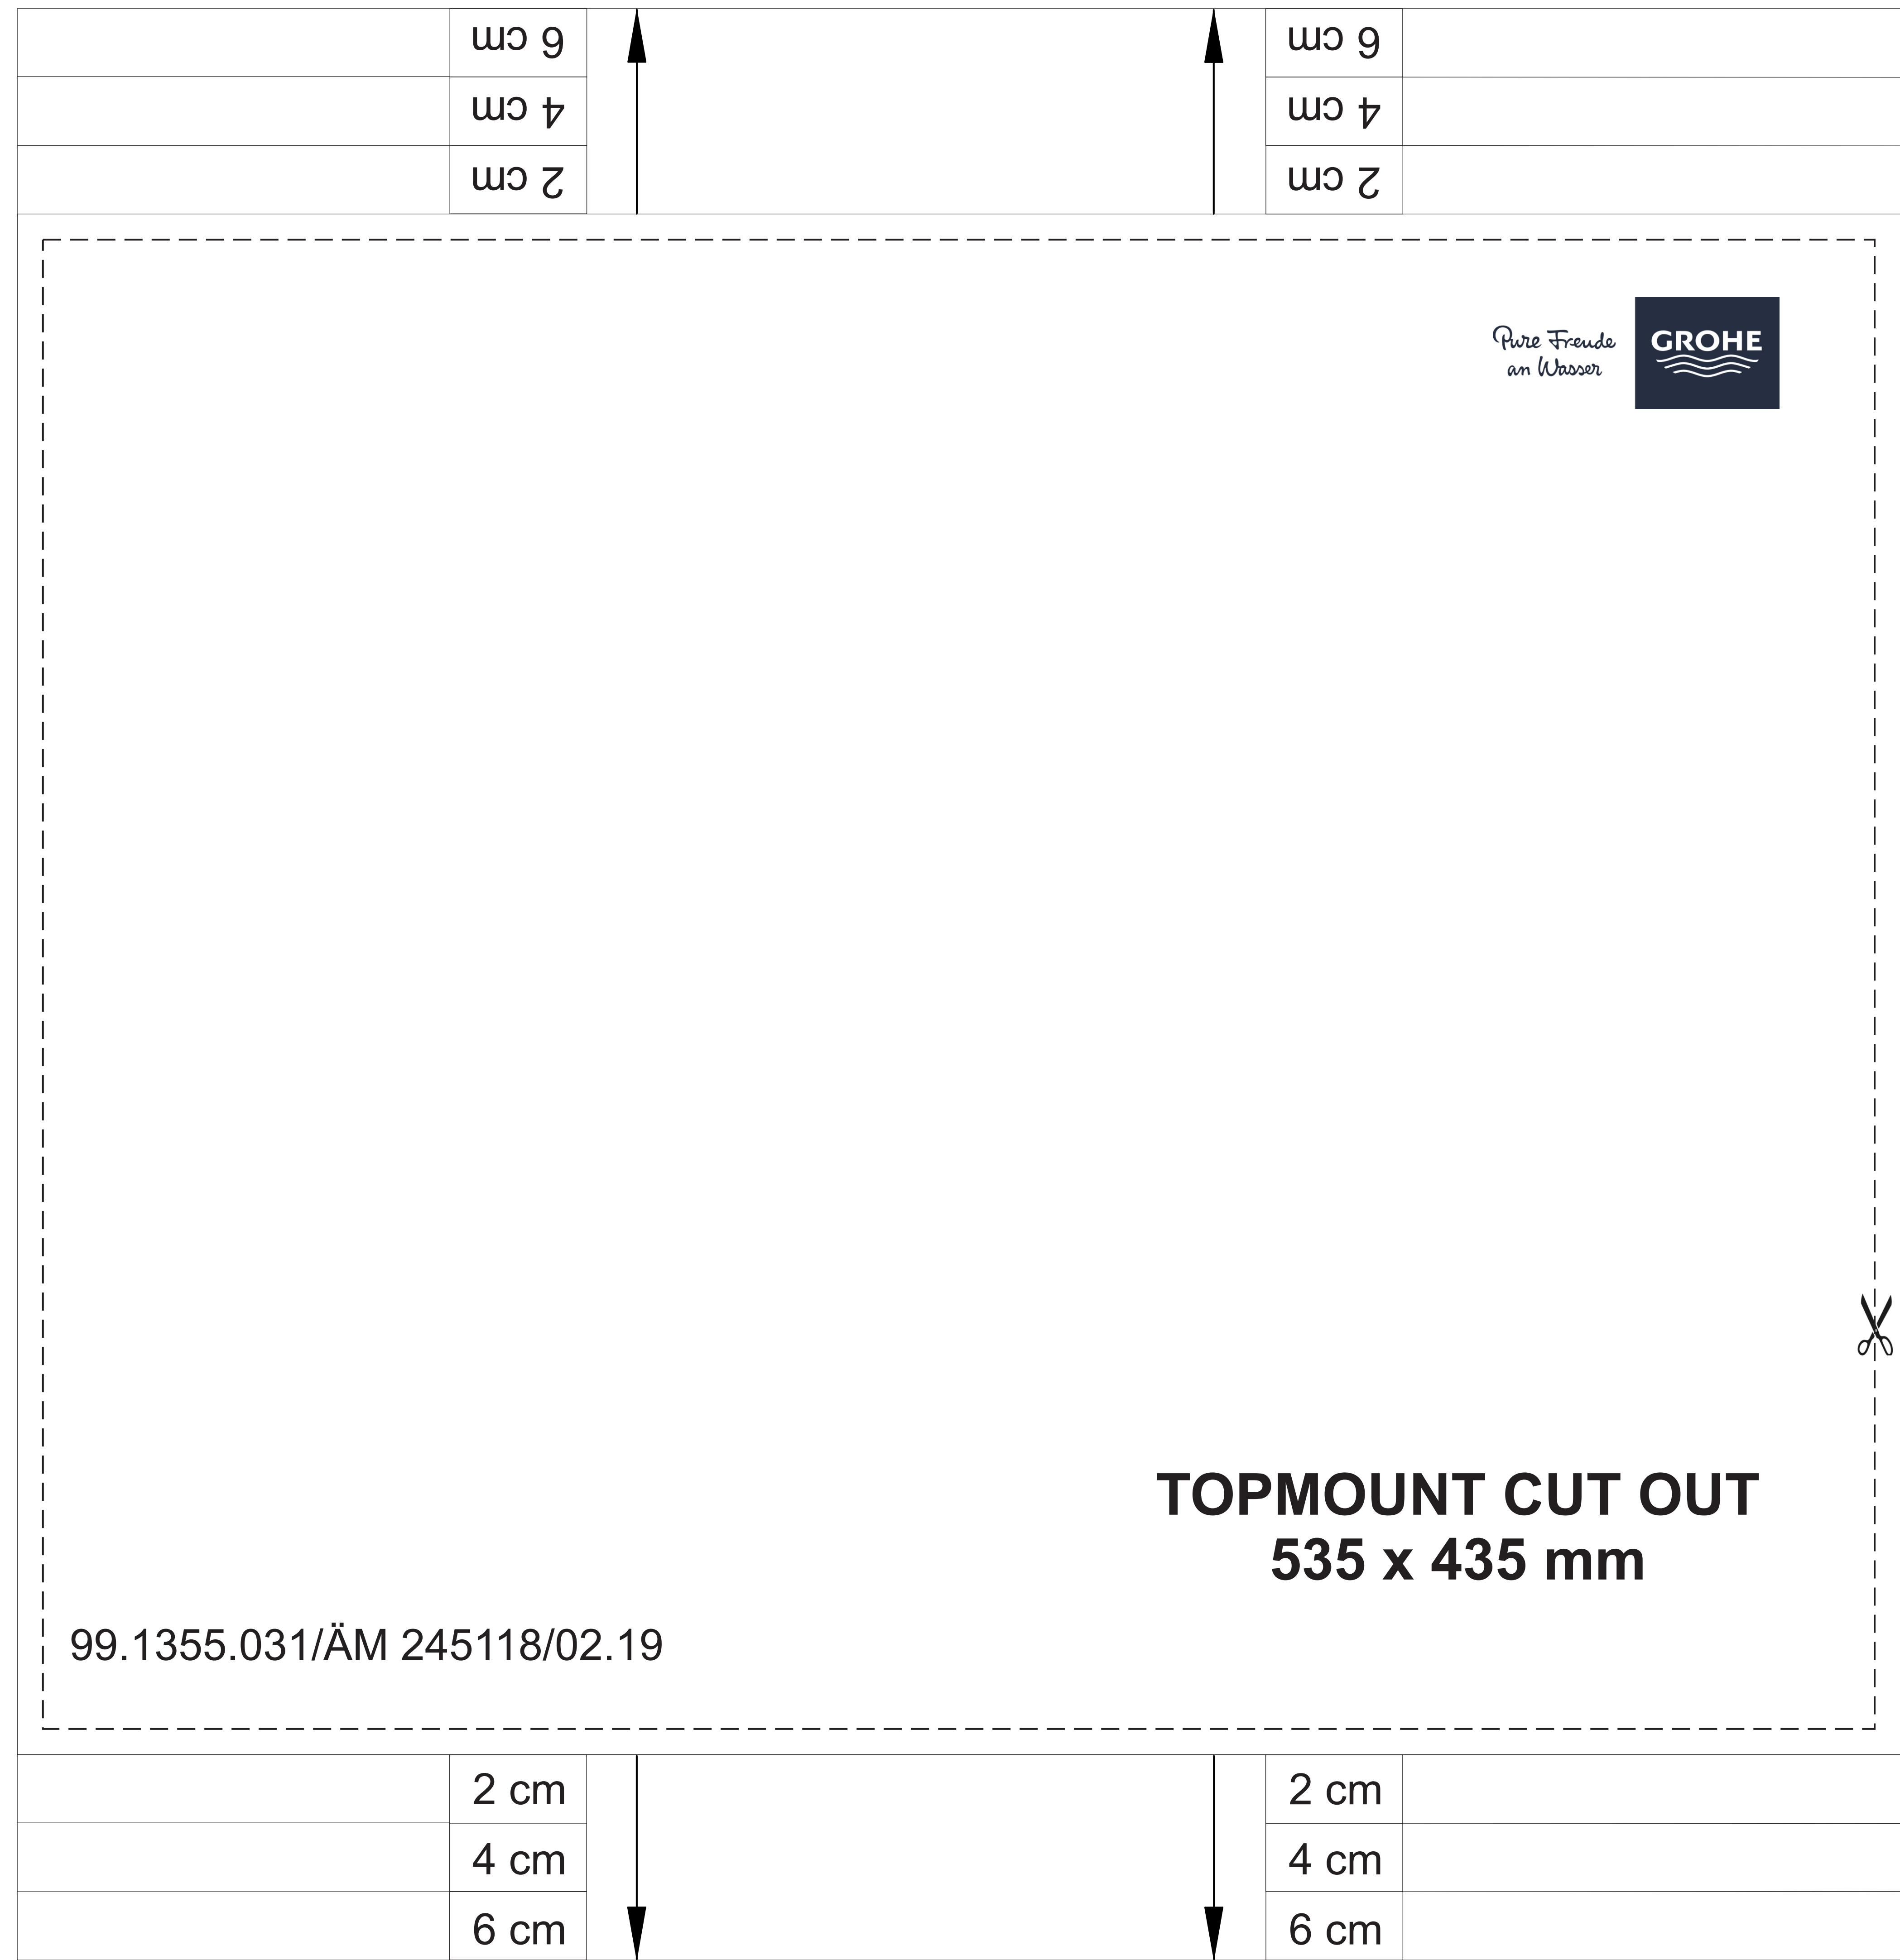 6 cm
6 cm
4 cm
4 cm
2 cm
2 cm
Pure Freude
an Wasser
GROHE
TOPMOUNT CUT OUT
535 x 435 mm
99.1355.031/ÄM 245118/02.19
2 cm
2 cm
4 cm
4 cm
6 cm
6 cm